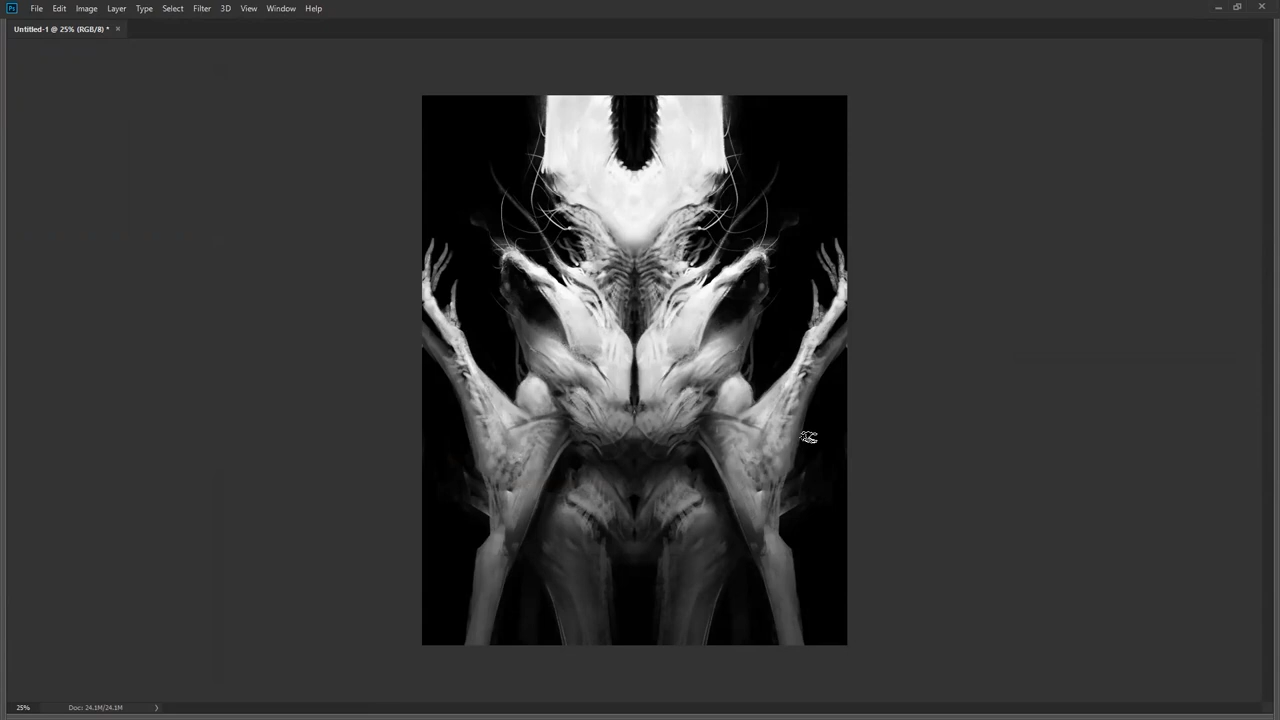 Ps File Edit Image Layer Type Select Filter 3D View Window Help
Untitled-1 @ 25% (RGB/8) *
25% Doc: 24.1M/24.1M